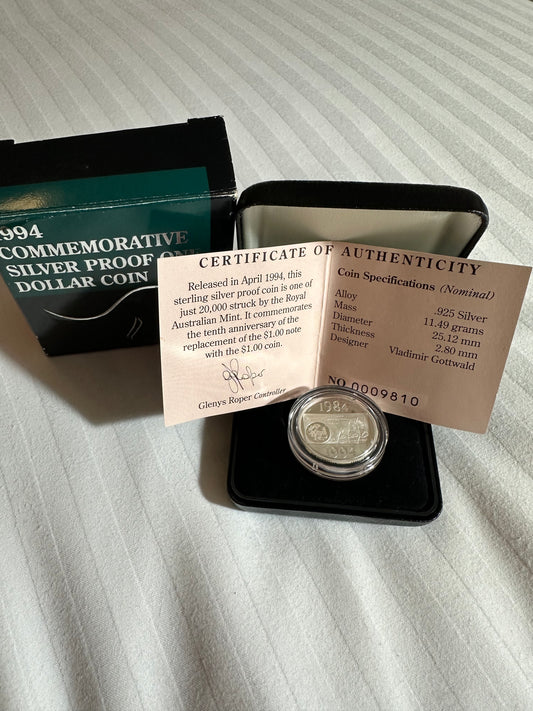 1994
COMMEMORATIVE
SILVER PROOF ONE
DOLLAR COIN
CERTIFICATE OF AUTHENTICITY
Released in April 1994, this
sterling silver proof coin is one of
just 20,000 struck by the Royal
Australian Mint. It commemorates
the tenth anniversary of the
replacement of the $1.00 note
with the $1.00 coin.
Glenys Roper Controller
Coin Specifications (Nominal)
Alloy .925 Silver
Mass 11.49 grams
Diameter 25.12 mm
Thickness 2.80 mm
Designer Vladimir Gottwald
NO 0009810
1984
1994